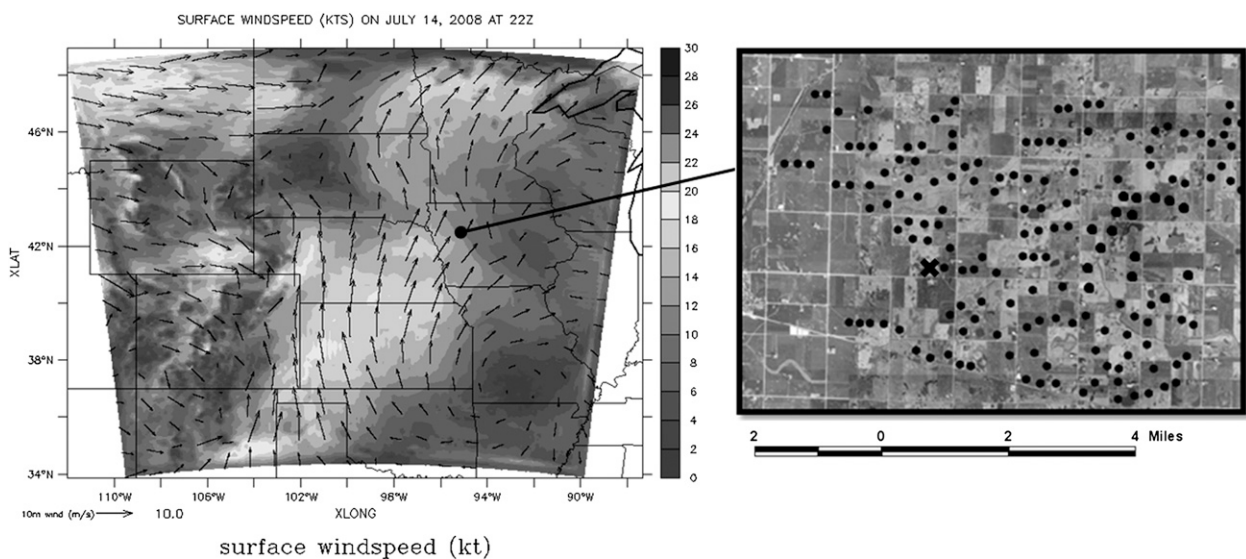 SURFACE WINDSPEED (KTS) ON JULY 14, 2008 AT 22Z
30
28
26
24
22
20
18
16
14
12
10
8
6
4
2
0
46°N
42°N
38°N
34°N
XLAT
110°W 106°W 102°W 98°W 94°W 90°W
XLONG
10m wind (m/s) 10.0
surface windspeed (kt)
2 0 2 4 Miles